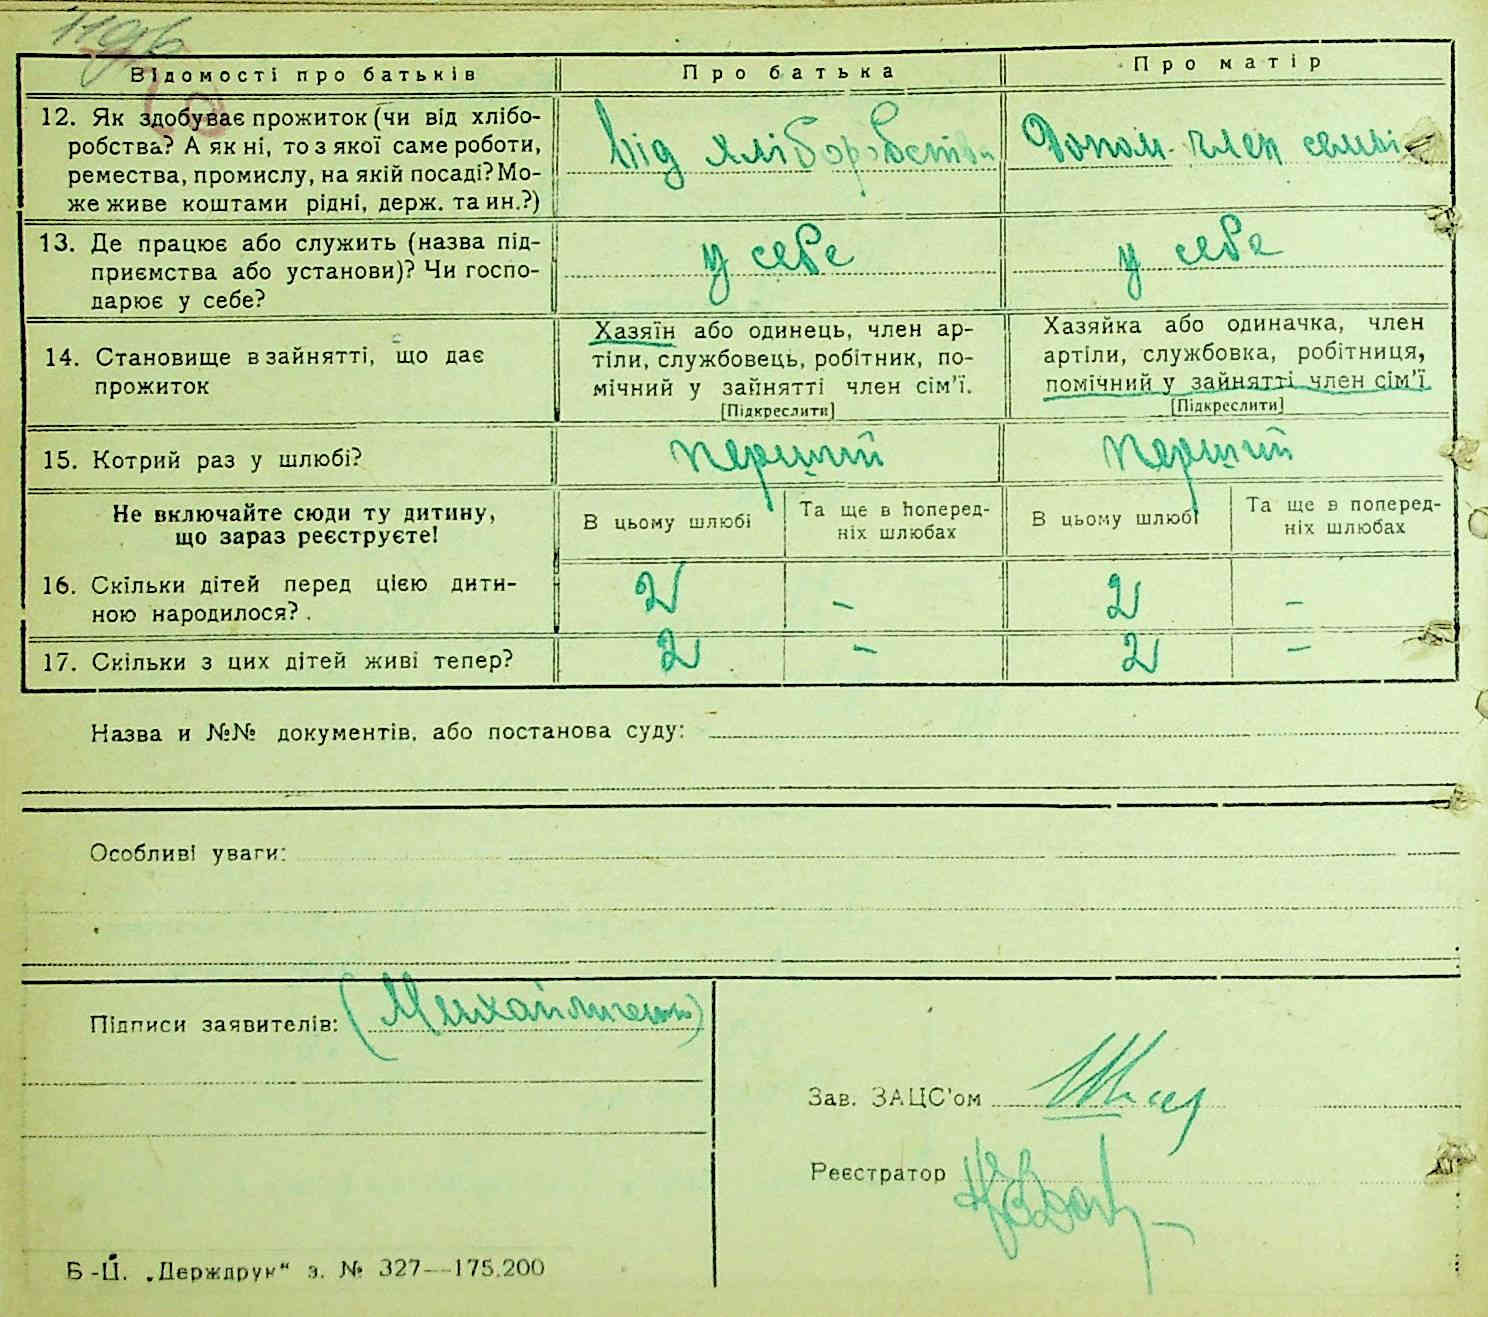 119б
Відомості про батьків
Про батька
Про матір
12. Як здобуває прожиток (чи від хлібо-
робства? А як ні, то з якої саме роботи,
ремества, промислу, на якій посаді? Мо-
же живе коштами рідні, держ. та ин.?)
Від хліборобства
Допом. член семьі
13. Де працює або служить (назва під-
приємства або установи)? Чи госпо-
дарює у себе?
у себе
у себе
14. Становище в зайнятті, що дає
прожиток
Хазяїн або одинець, член ар-
тіли, службовець, робітник, по-
мічний у зайнятті член сім'ї.
[Підкреслити]
Хазяйка або одиначка, член
артіли, службовка, робітниця,
помічний у зайнятті член сім'ї
[Підкреслити]
15. Котрий раз у шлюбі?
перший
перший
Не включайте сюди ту дитину,
що зараз реєструєте!
В цьому шлюбі
Та ще в поперед-
ніх шлюбах
В цьому шлюбі
Та ще в поперед-
ніх шлюбах
16. Скільки дітей перед цією дити-
ною народилося?.
2 - 2 -
17. Скільки з цих дітей живі тепер?
2 - 2 -
Назва и №№ документів, або постанова суду:
Особливі уваги:
Підписи заявителів: (Михайличенко)
Зав. ЗАЦС'ом
Реєстратор
Б-Ц. „Держдрук“ з. № 327—175.200